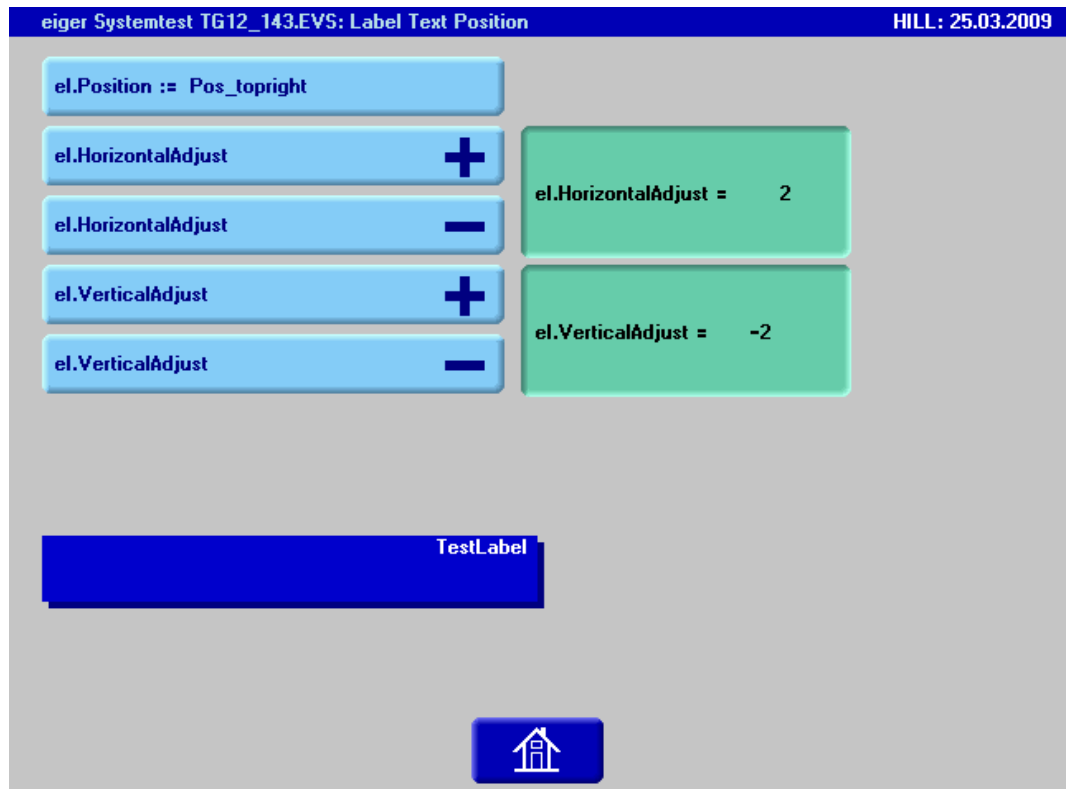 eiger Systemtest TG12_143.EVS: Label Text Position HILL: 25.03.2009
el.Position := Pos_topright
el.HorizontalAdjust +
el.HorizontalAdjust = 2
el.HorizontalAdjust −
el.VerticalAdjust +
el.VerticalAdjust = -2
el.VerticalAdjust −
TestLabel